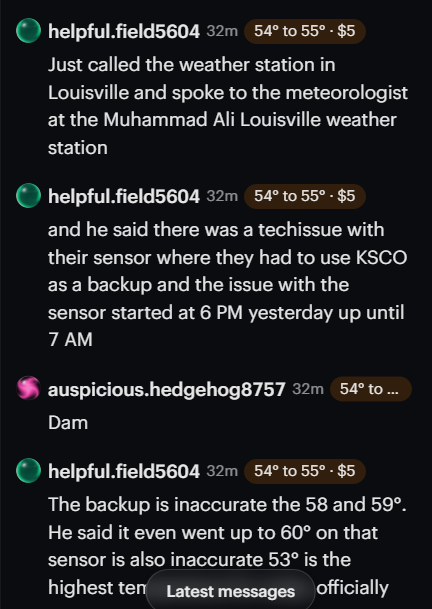 helpful.field5604 32m 54° to 55° · $5
Just called the weather station in
Louisville and spoke to the meteorologist
at the Muhammad Ali Louisville weather
station
helpful.field5604 32m 54° to 55° · $5
and he said there was a techissue with
their sensor where they had to use KSCO
as a backup and the issue with the
sensor started at 6 PM yesterday up until
7 AM
auspicious.hedgehog8757 32m 54° to ...
Dam
helpful.field5604 32m 54° to 55° · $5
The backup is inaccurate the 58 and 59°.
He said it even went up to 60° on that
sensor is also inaccurate 53° is the
highest officially
Latest messages